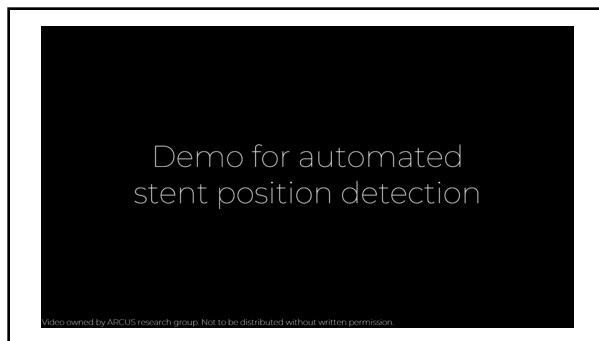 Demo for automated
stent position detection
Video owned by ARCUS research group. Not to be distributed without written permission.